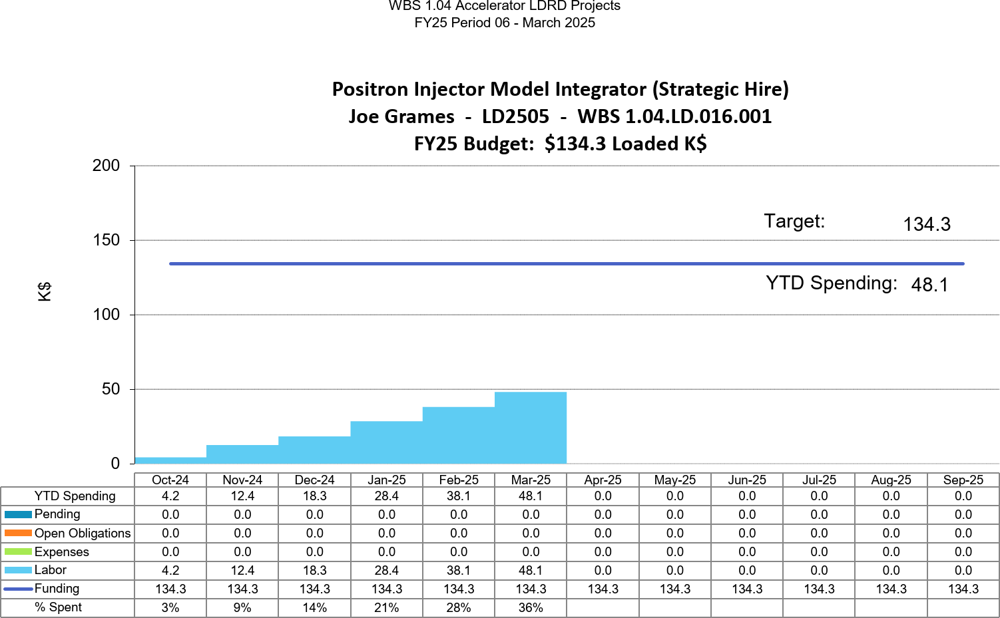 WBS 1.04 Accelerator LDRD Projects
FY25 Period 06 - March 2025
Positron Injector Model Integrator (Strategic Hire)
Joe Grames - LD2505 - WBS 1.04.LD.016.001
FY25 Budget: $134.3 Loaded K$
200
150
100
50
0
K$
Target: 134.3
YTD Spending: 48.1
Oct-24 Nov-24 Dec-24 Jan-25 Feb-25 Mar-25 Apr-25 May-25 Jun-25 Jul-25 Aug-25 Sep-25
YTD Spending 4.2 12.4 18.3 28.4 38.1 48.1 0.0 0.0 0.0 0.0 0.0 0.0
Pending 0.0 0.0 0.0 0.0 0.0 0.0 0.0 0.0 0.0 0.0 0.0 0.0
Open Obligations 0.0 0.0 0.0 0.0 0.0 0.0 0.0 0.0 0.0 0.0 0.0 0.0
Expenses 0.0 0.0 0.0 0.0 0.0 0.0 0.0 0.0 0.0 0.0 0.0 0.0
Labor 4.2 12.4 18.3 28.4 38.1 48.1 0.0 0.0 0.0 0.0 0.0 0.0
Funding 134.3 134.3 134.3 134.3 134.3 134.3 134.3 134.3 134.3 134.3 134.3 134.3
% Spent 3% 9% 14% 21% 28% 36%